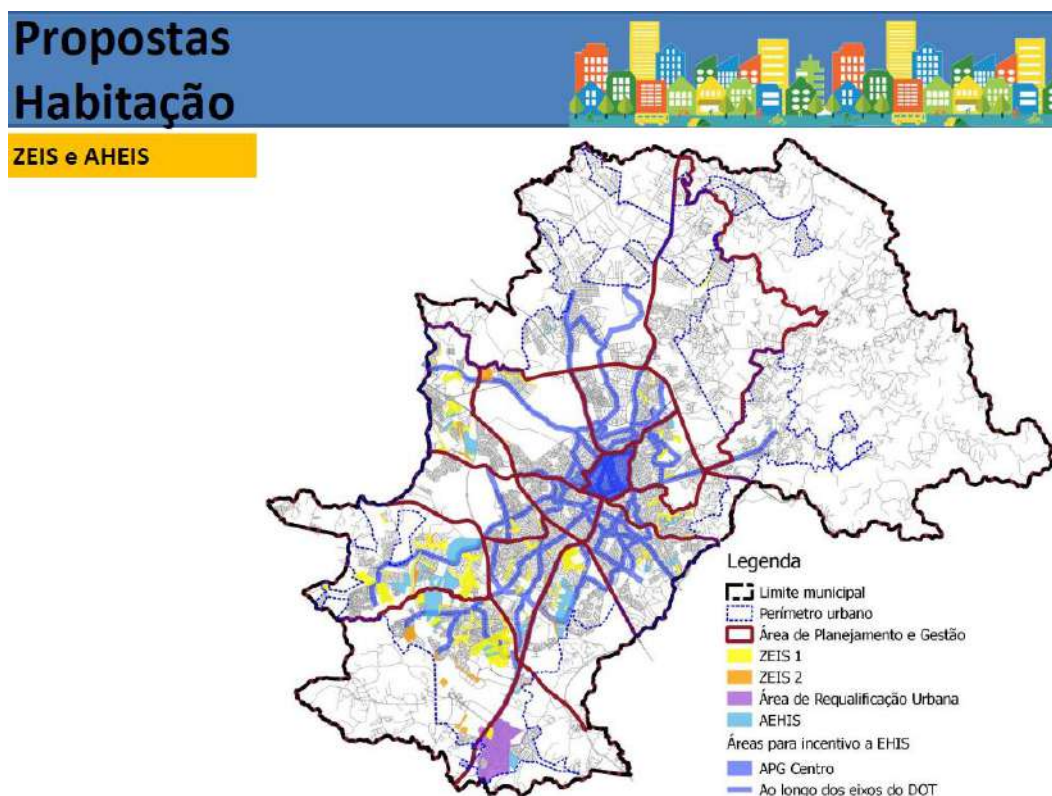 Propostas
Habitação
ZEIS e AHEIS
Legenda
Limite municipal
Perímetro urbano
Área de Planejamento e Gestão
ZEIS 1
ZEIS 2
Área de Requalificação Urbana
AEHIS
Áreas para incentivo a EHIS
APG Centro
Ao longo dos eixos do DOT